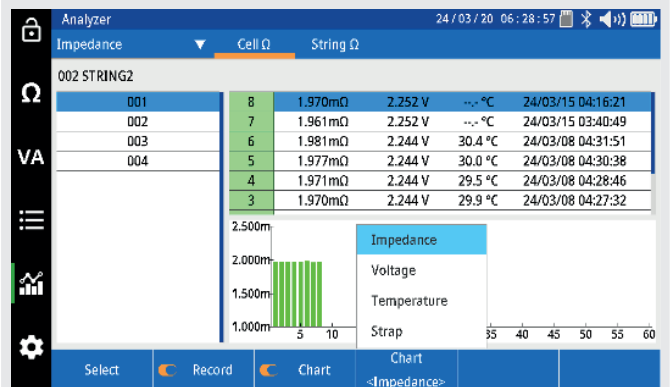 Analyzer 24/03/20 06:28:57
Impedance ▼ Cell Ω String Ω
002 STRING2
Ω
VA
001
002
003
004
8 1.970mΩ 2.252 V --.- °C 24/03/15 04:16:21
7 1.961mΩ 2.252 V --.- °C 24/03/15 03:40:49
6 1.981mΩ 2.244 V 30.4 °C 24/03/08 04:31:51
5 1.977mΩ 2.244 V 30.0 °C 24/03/08 04:30:38
4 1.971mΩ 2.244 V 29.5 °C 24/03/08 04:28:46
3 1.970mΩ 2.244 V 29.9 °C 24/03/08 04:27:32
2.500m
2.000m
1.500m
1.000m
5 10 35 40 45 50 55 60
Impedance
Voltage
Temperature
Strap
Select Record Chart Chart
<Impedance>